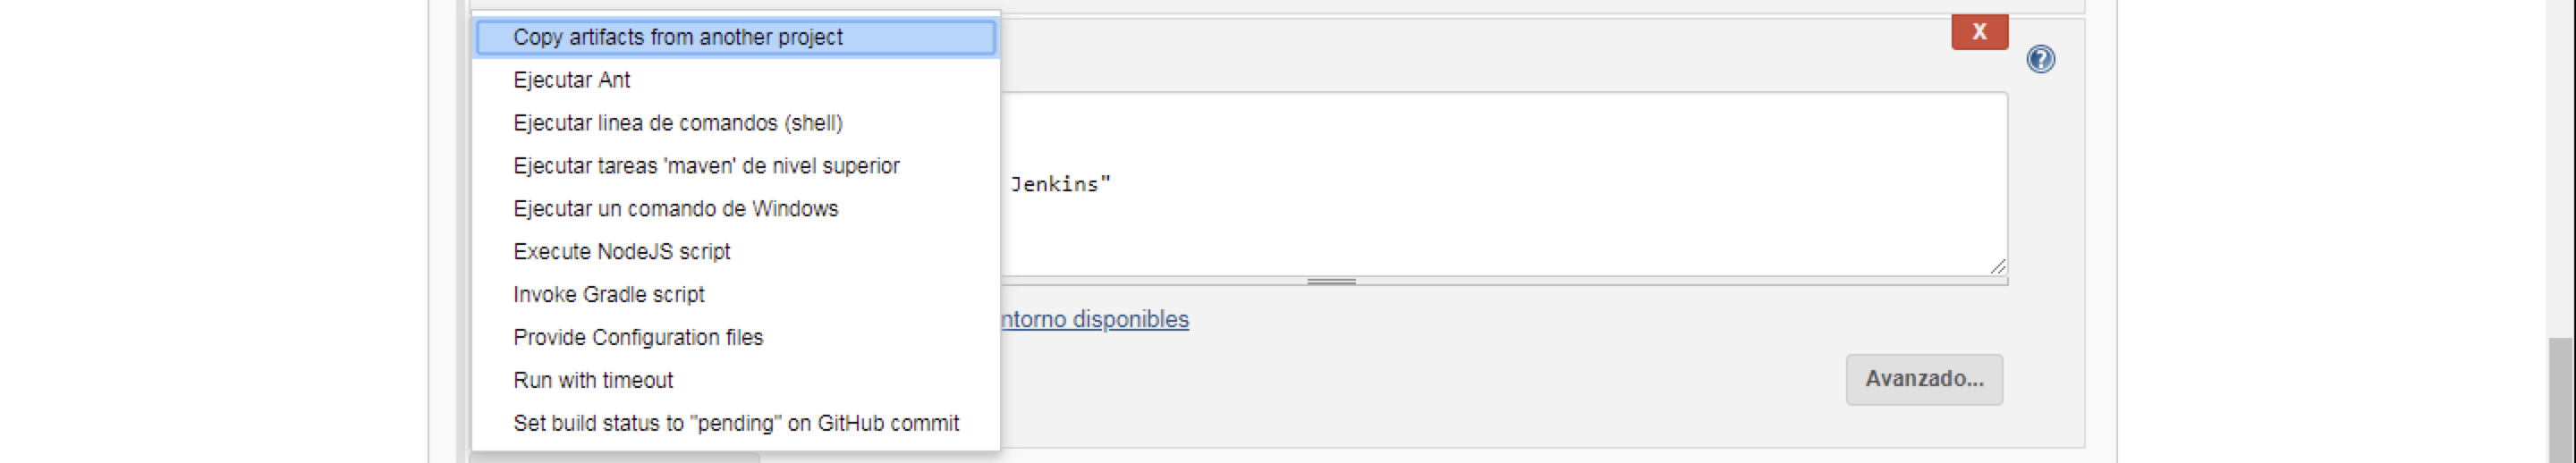 Copy artifacts from another project
Ejecutar Ant
Ejecutar linea de comandos (shell)
Ejecutar tareas 'maven' de nivel superior
Ejecutar un comando de Windows
Execute NodeJS script
Invoke Gradle script
Provide Configuration files
Run with timeout
Set build status to "pending" on GitHub commit
X
?
Jenkins"
ntorno disponibles
Avanzado...